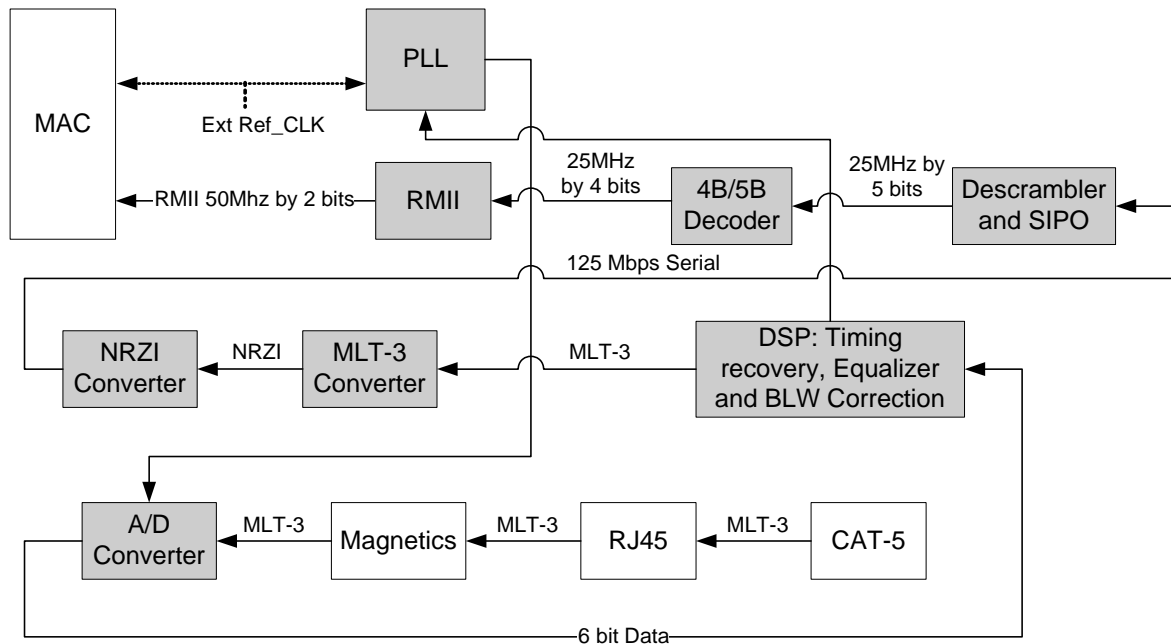 PLL
MAC
Ext Ref_CLK
RMII 50Mhz by 2 bits
RMII
25MHz
by 4 bits
4B/5B
Decoder
25MHz by
5 bits
Descrambler
and SIPO
125 Mbps Serial
NRZI
Converter
NRZI
MLT-3
Converter
MLT-3
DSP: Timing
recovery, Equalizer
and BLW Correction
A/D
Converter
MLT-3
Magnetics
MLT-3
RJ45
MLT-3
CAT-5
6 bit Data